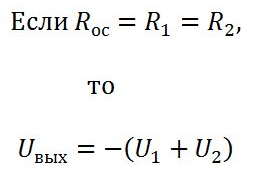 Если Rос = R1 = R2,
то
Uвых = −(U1 + U2)